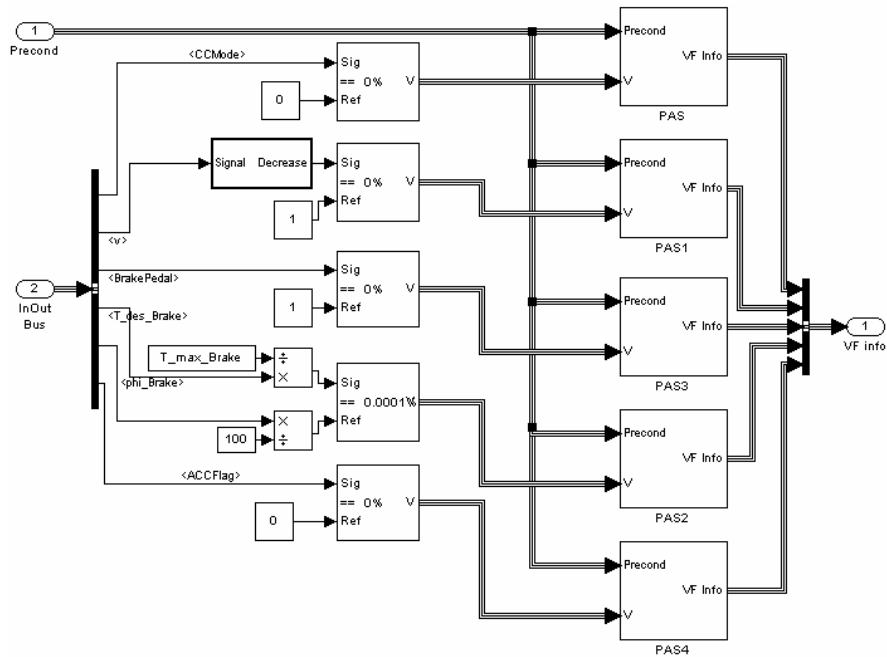 1
Precond
<CCMode>
Sig
== 0%
Ref
V
0
Precond
V
VF Info
PAS
Signal Decrease
Sig
== 0%
Ref
V
1
Precond
V
VF Info
PAS1
<v>
2
InOut
Bus
<BrakePedal>
Sig
== 0%
Ref
V
1
Precond
V
VF Info
PAS3
1
VF info
<T_des_Brake>
T_max_Brake
÷
×
<phi_Brake>
×
÷
100
Sig
== 0.0001%
Ref
V
Precond
V
VF Info
PAS2
<ACCFlag>
Sig
== 0%
Ref
V
0
Precond
V
VF Info
PAS4